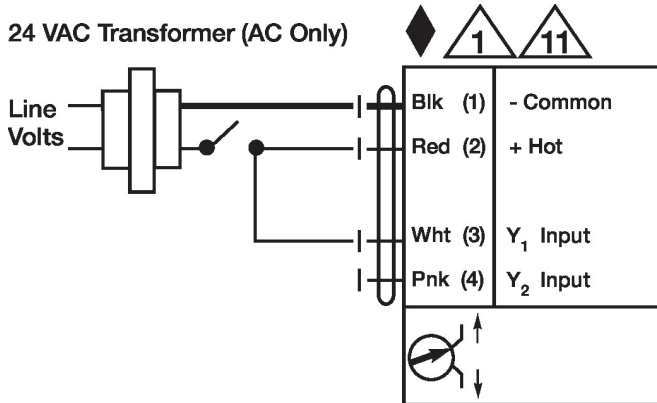 24 VAC Transformer (AC Only)
1
11
Line
Volts
Blk (1) - Common
Red (2) + Hot
Wht (3) Y1 Input
Pnk (4) Y2 Input